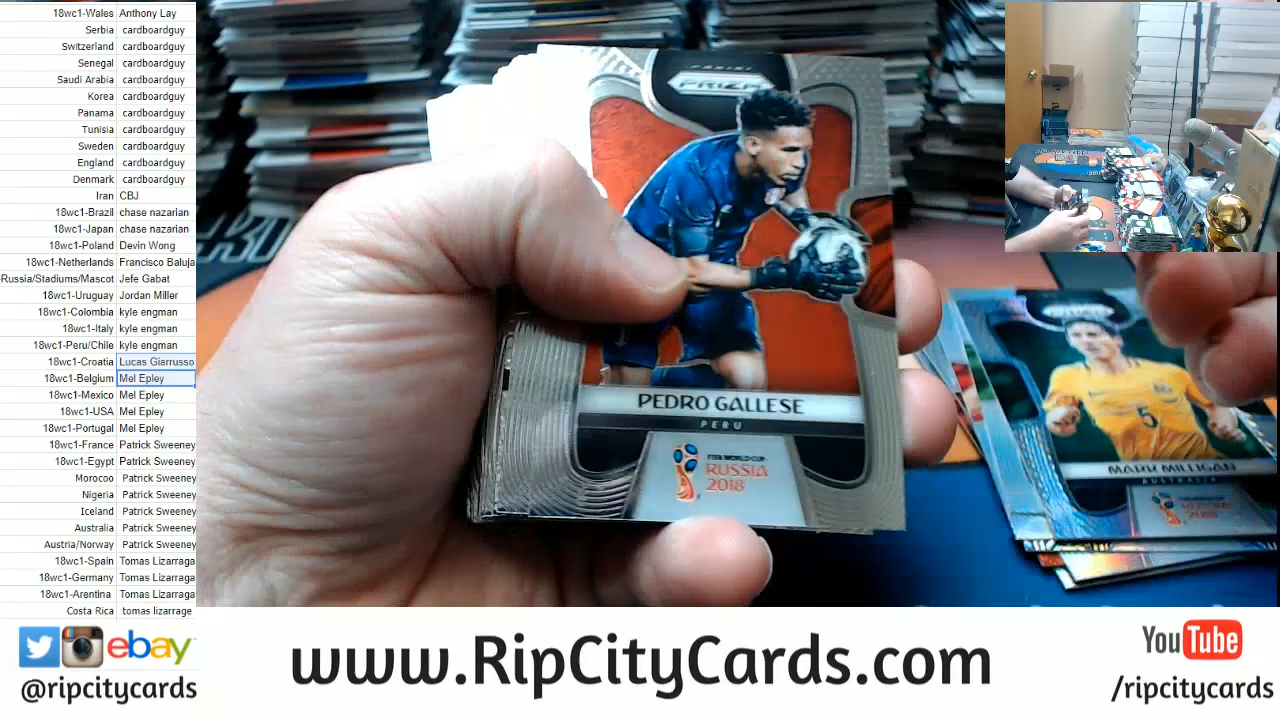 18wc1-Wales Anthony Lay
Serbia cardboardguy
Switzerland cardboardguy
Senegal cardboardguy
Saudi Arabia cardboardguy
Korea cardboardguy
Panama cardboardguy
Tunisia cardboardguy
Sweden cardboardguy
England cardboardguy
Denmark cardboardguy
Iran CBJ
18wc1-Brazil chase nazarian
18wc1-Japan chase nazarian
18wc1-Poland Devin Wong
18wc1-Netherlands Francisco Baluja
-Russia/Stadiums/Mascot Jefe Gabat
18wc1-Uruguay Jordan Miller
18wc1-Colombia kyle engman
18wc1-Italy kyle engman
18wc1-Peru/Chile kyle engman
18wc1-Croatia Lucas Giarrusso
18wc1-Belgium Mel Epley
18wc1-Mexico Mel Epley
18wc1-USA Mel Epley
18wc1-Portugal Mel Epley
18wc1-France Patrick Sweeney
18wc1-Egypt Patrick Sweeney
Morocoo Patrick Sweeney
Nigeria Patrick Sweeney
Iceland Patrick Sweeney
Australia Patrick Sweeney
Austria/Norway Patrick Sweeney
18wc1-Spain Tomas Lizarraga
18wc1-Germany Tomas Lizarraga
18wc1-Arentina Tomas Lizarraga
Costa Rica tomas lizarrage
PANINI
PRIZM
PEDRO GALLESE
PERU
FIFA WORLD CUP
RUSSIA
2018
MARK MILLIGAN
AUSTRALIA
5
RUSSIA
2018
ebay
@ripcitycards
www.RipCityCards.com
YouTube
/ripcitycards